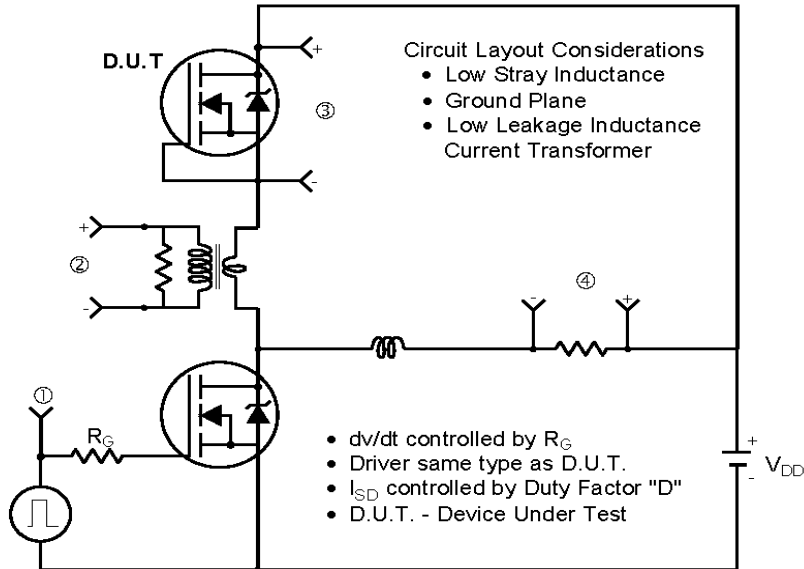 D.U.T
+
-
③
Circuit Layout Considerations
• Low Stray Inductance
• Ground Plane
• Low Leakage Inductance
Current Transformer
+
②
-
-
④
+
①
R_G
• dv/dt controlled by R_G
• Driver same type as D.U.T.
• I_SD controlled by Duty Factor "D"
• D.U.T. - Device Under Test
+
V_DD
-